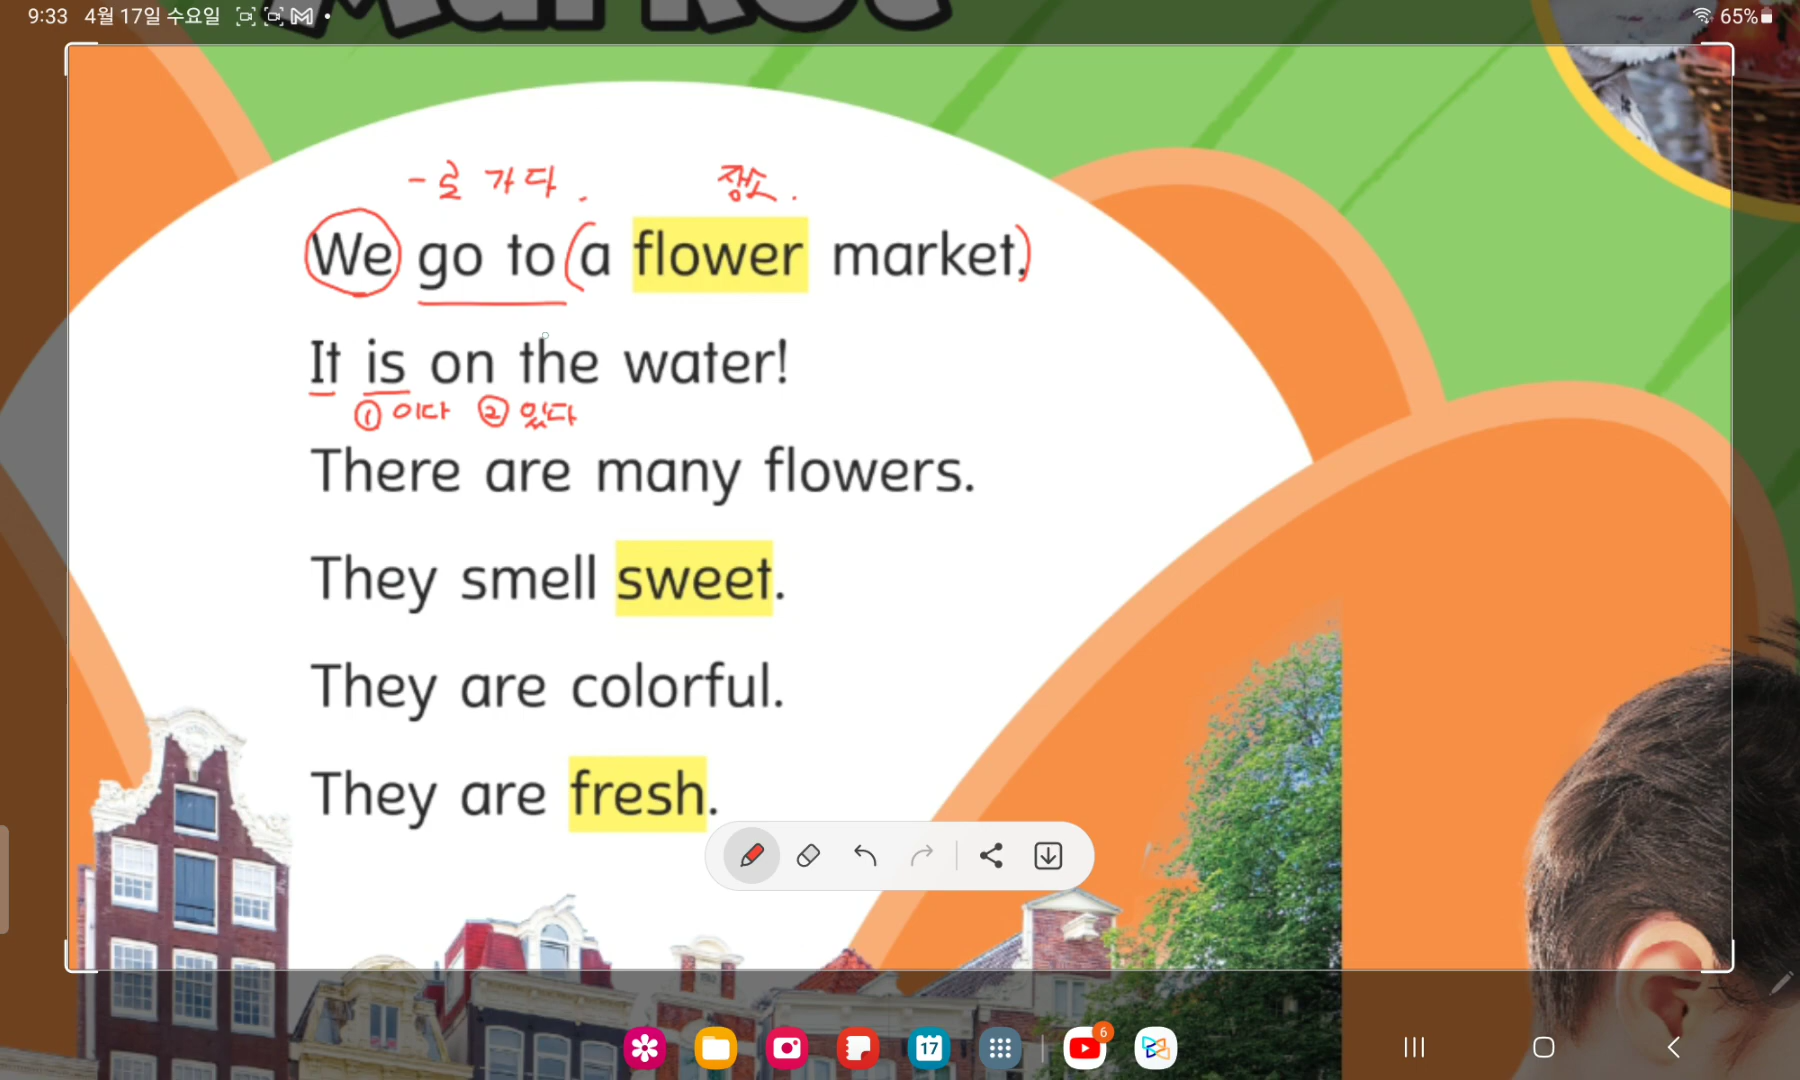 9:33 4월 17일 수요일
65%
Market
-로 가다.
장소.
We go to (a flower market.)
It is on the water!
① 이다 ② 있다
There are many flowers.
They smell sweet.
They are colorful.
They are fresh.
17
6